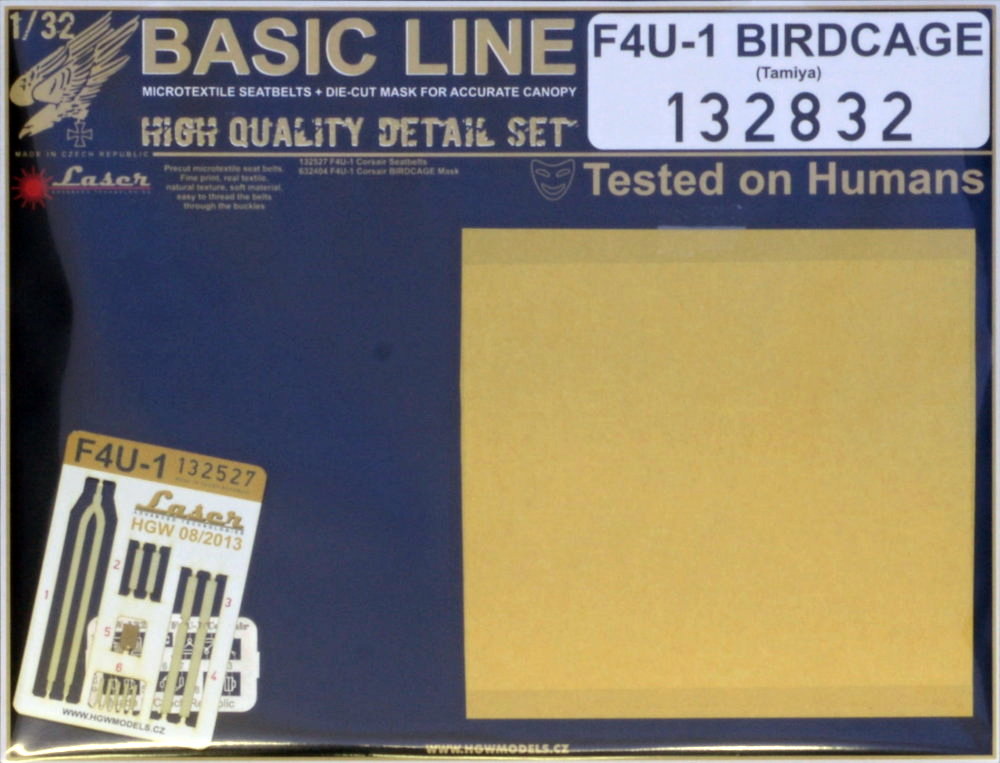 1/32
BASIC LINE
MICROTEXTILE SEATBELTS + DIE-CUT MASK FOR ACCURATE CANOPY
HIGH QUALITY DETAIL SET
MADE IN CZECH REPUBLIC
F4U-1 BIRDCAGE
(Tamiya)
132832
Laser
ADVANCED TECHNOLOGIES
Precut microtextile seat belts.
Fine print, real textile,
natural texture, soft material,
easy to thread the belts
through the buckles
132527 F4U-1 Corsair Seatbelts
632404 F4U-1 Corsair BIRDCAGE Mask
Tested on Humans
F4U-1 132527
Laser
ADVANCED TECHNOLOGIES
HGW 08/2013
1
2
3
4
5
6
WWW.HGWMODELS.CZ
WWW.HGWMODELS.CZ